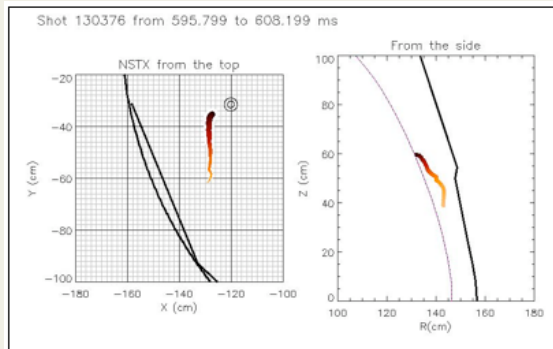 Shot 130376 from 595.799 to 608.199 ms
NSTX from the top
-20
-40
-60
-80
-100
Y (cm)
-180 -160 -140 -120 -100
X (cm)
From the side
100
80
60
40
20
0
Z (cm)
100 120 140 160 180
R(cm)